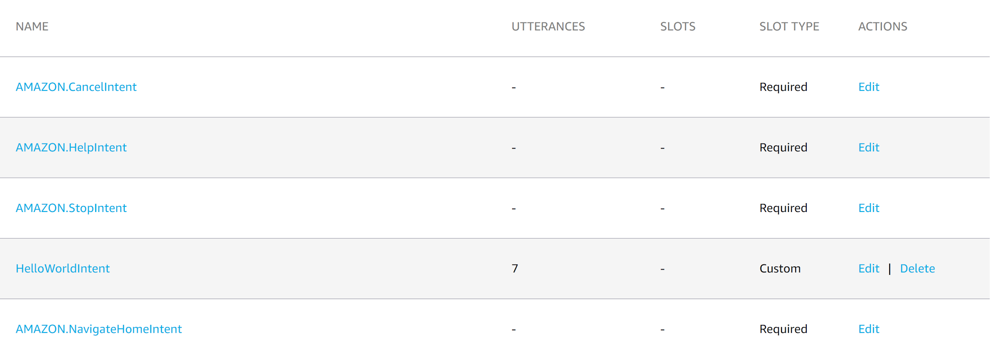 NAME UTTERANCES SLOTS SLOT TYPE ACTIONS
AMAZON.CancelIntent - - Required Edit
AMAZON.HelpIntent - - Required Edit
AMAZON.StopIntent - - Required Edit
HelloWorldIntent 7 - Custom Edit | Delete
AMAZON.NavigateHomeIntent - - Required Edit